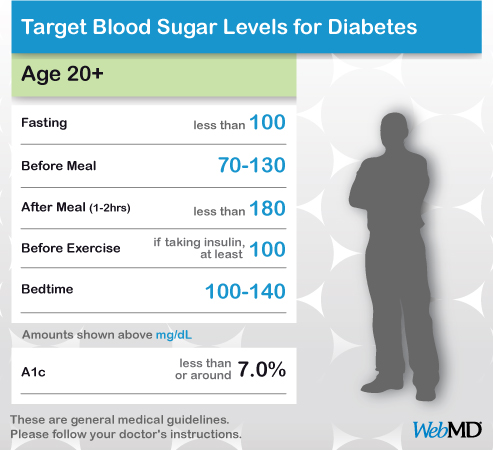 Target Blood Sugar Levels for Diabetes
Age 20+
Fasting less than 100
Before Meal 70-130
After Meal (1-2hrs) less than 180
Before Exercise if taking insulin, at least 100
Bedtime 100-140
Amounts shown above mg/dL
A1c less than or around 7.0%
These are general medical guidelines.
Please follow your doctor's instructions.
WebMD